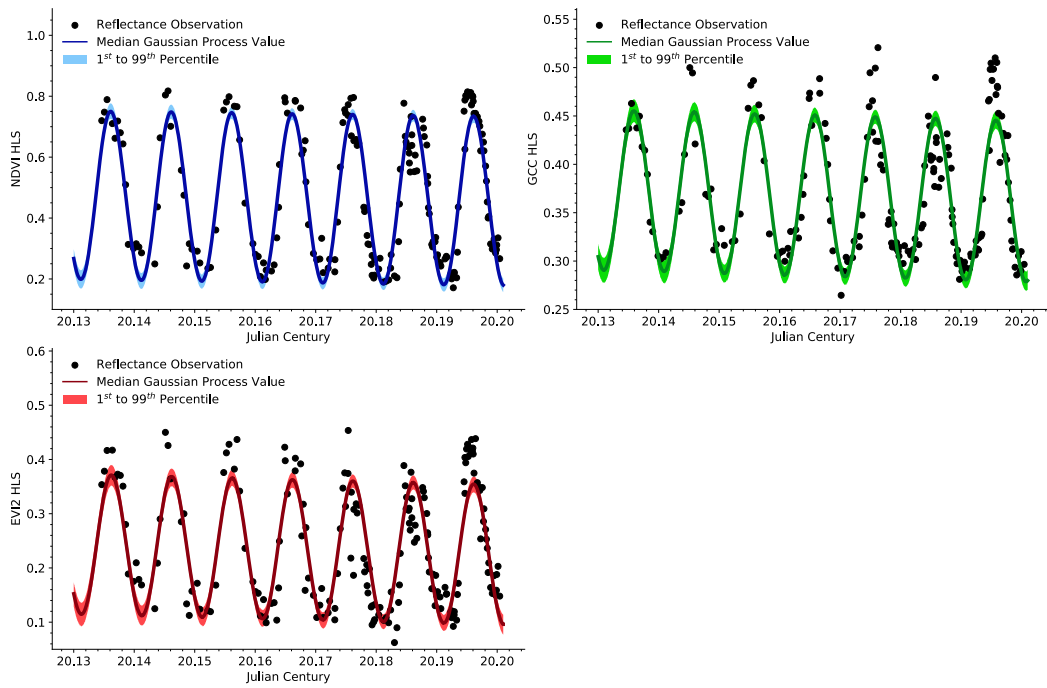 Reflectance Observation
Median Gaussian Process Value
1st to 99th Percentile
NDVI HLS
1.0
0.8
0.6
0.4
0.2
20.13 20.14 20.15 20.16 20.17 20.18 20.19 20.20
Julian Century
Reflectance Observation
Median Gaussian Process Value
1st to 99th Percentile
GCC HLS
0.55
0.50
0.45
0.40
0.35
0.30
0.25
20.13 20.14 20.15 20.16 20.17 20.18 20.19 20.20
Julian Century
Reflectance Observation
Median Gaussian Process Value
1st to 99th Percentile
EVI2 HLS
0.6
0.5
0.4
0.3
0.2
0.1
20.13 20.14 20.15 20.16 20.17 20.18 20.19 20.20
Julian Century